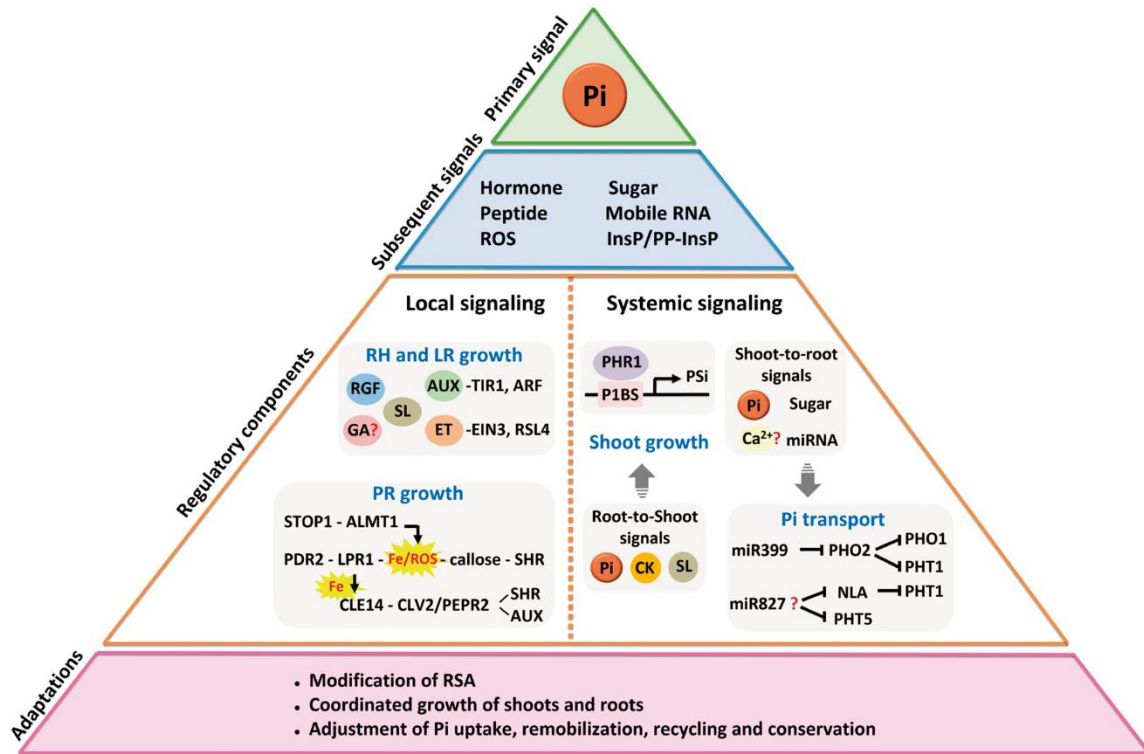 Primary signal
Pi
Subsequent signals
Hormone
Peptide
ROS
Sugar
Mobile RNA
InsP/PP-InsP
Regulatory components
Local signaling
RH and LR growth
RGF
AUX -TIR1, ARF
SL
GA?
ET -EIN3, RSL4
PR growth
STOP1 - ALMT1
PDR2 - LPR1 - Fe/ROS - callose - SHR
Fe
CLE14 - CLV2/PEPR2
SHR
AUX
Systemic signaling
PHR1
P1BS
PSi
Shoot growth
Root-to-Shoot
signals
Pi CK SL
Shoot-to-root
signals
Pi Sugar
Ca²⁺? miRNA
Pi transport
miR399 PHO2
PHO1
PHT1
miR827 ?
NLA PHT1
PHT5
Adaptations
• Modification of RSA
• Coordinated growth of shoots and roots
• Adjustment of Pi uptake, remobilization, recycling and conservation